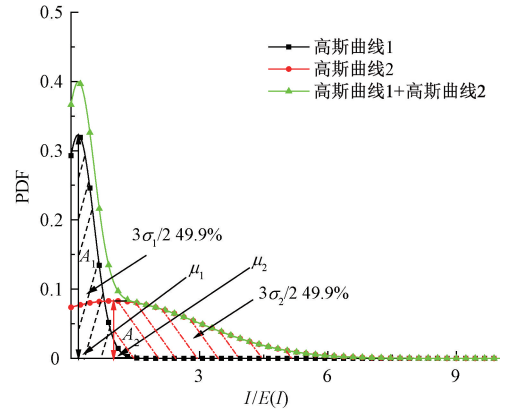 高斯曲线1
高斯曲线2
高斯曲线1+高斯曲线2
0.5
0.4
0.3
0.2
0.1
0
PDF
A₁
3σ₁/2 49.9%
μ₁
μ₂
3σ₂/2 49.9%
A₂
3
6
9
I/E(I)